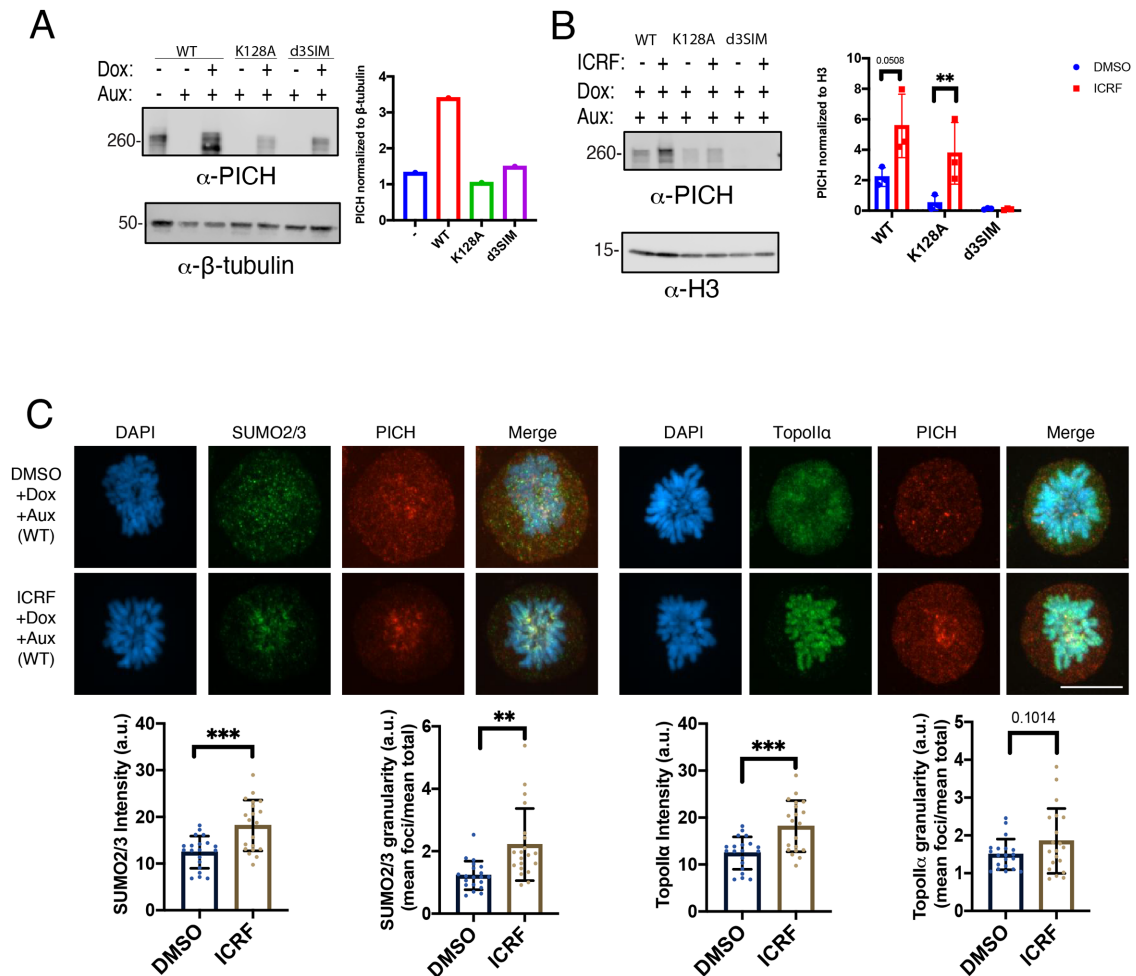 A
WT K128A d3SIM
Dox: - - + - + - +
Aux: - + + + + + +
260-
α-PICH
50-
α-β-tubulin
PICH normalized to β-tubulin
4
3
2
1
0
- WT K128A d3SIM
B
WT K128A d3SIM
ICRF: - + - + - +
Dox: + + + + + +
Aux: + + + + + +
260-
α-PICH
15-
α-H3
PICH normalized to H3
10
8
6
4
2
0
0.0508
**
WT K128A d3SIM
DMSO
ICRF
C
DAPI SUMO2/3 PICH Merge DAPI TopoIIα PICH Merge
DMSO
+Dox
+Aux
(WT)
ICRF
+Dox
+Aux
(WT)
SUMO2/3 Intensity (a.u.)
40
30
20
10
0
***
DMSO ICRF
SUMO2/3 granularity (a.u.)
(mean foci/mean total)
6
4
2
0
**
DMSO ICRF
TopoIIα Intensity (a.u.)
40
30
20
10
0
***
DMSO ICRF
TopoIIα granularity (a.u.)
(mean foci/mean total)
5
4
3
2
1
0
0.1014
DMSO ICRF